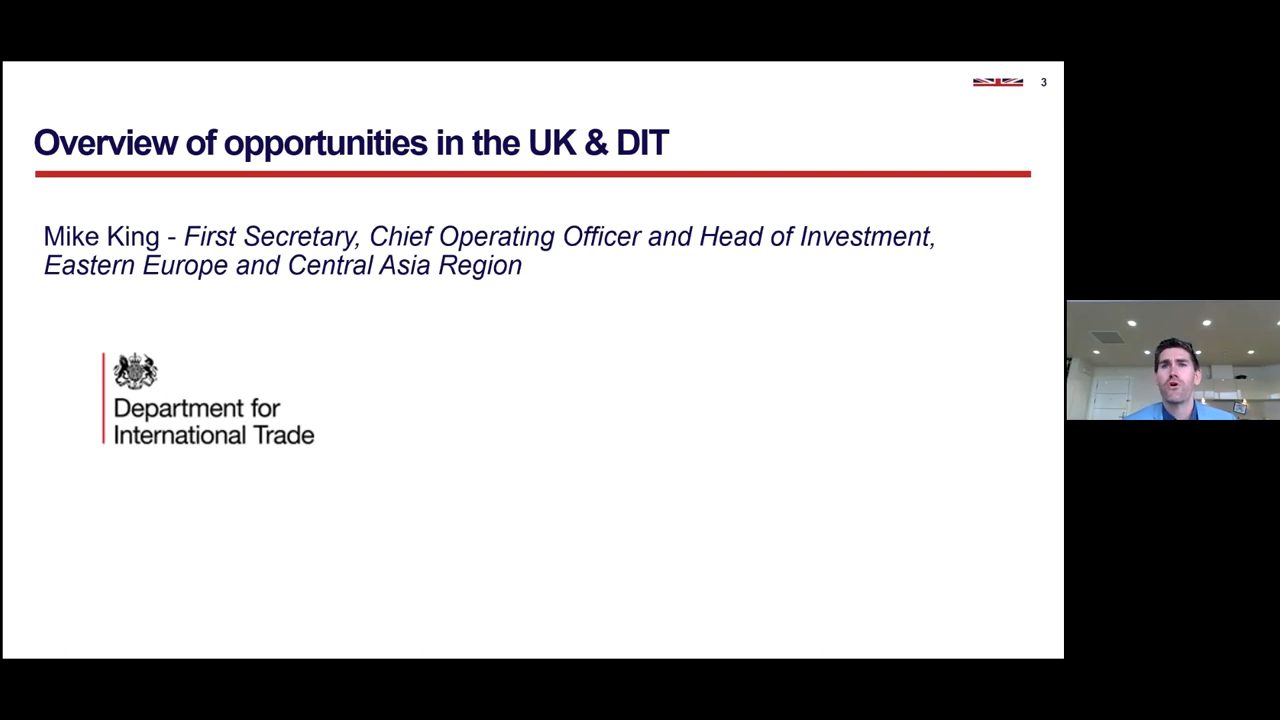 3
Overview of opportunities in the UK & DIT
Mike King - First Secretary, Chief Operating Officer and Head of Investment,
Eastern Europe and Central Asia Region
Department for
International Trade